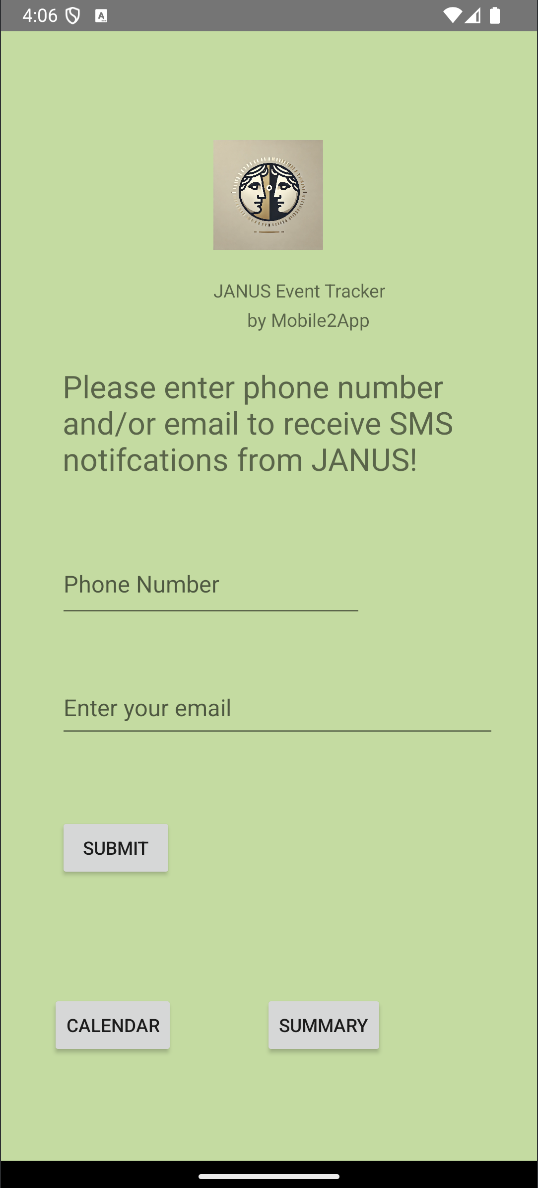 4:06
A
JANUS Event Tracker
by Mobile2App
Please enter phone number
and/or email to receive SMS
notifcations from JANUS!
Phone Number
Enter your email
SUBMIT
CALENDAR SUMMARY